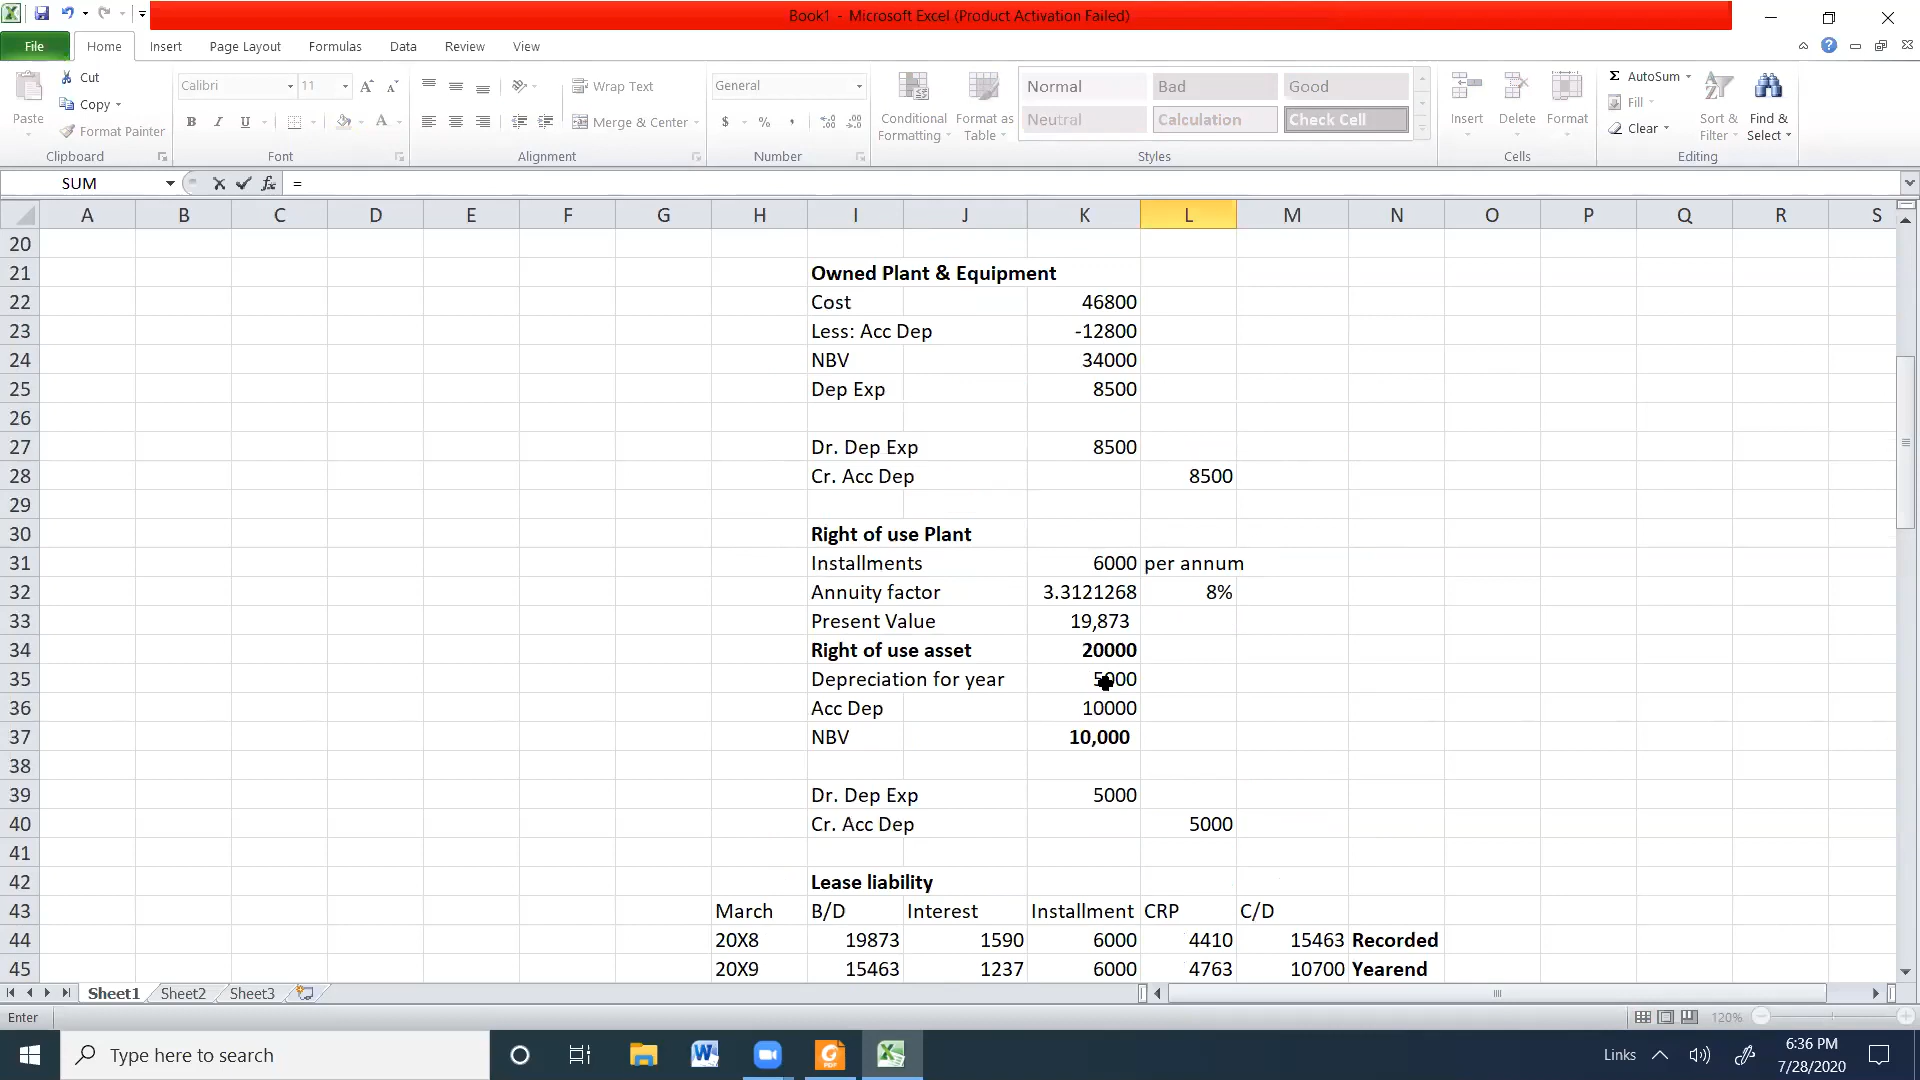 Book1 - Microsoft Excel (Product Activation Failed)
File Home Insert Page Layout Formulas Data Review View
Paste
Cut
Copy
Format Painter
Clipboard
Calibri 11 A A
B I U A
Font
Wrap Text
Merge & Center
Alignment
General
$ % ,
Number
Conditional Formatting
Format as Table
Normal Bad Good
Neutral Calculation Check Cell
Styles
Insert Delete Format
Cells
Σ AutoSum
Fill
Clear
Sort & Filter
Find & Select
Editing
SUM fx =
A B C D E F G H I J K L M N O P Q R S
20
21 Owned Plant & Equipment
22 Cost 46800
23 Less: Acc Dep -12800
24 NBV 34000
25 Dep Exp 8500
26
27 Dr. Dep Exp 8500
28 Cr. Acc Dep 8500
29
30 Right of use Plant
31 Installments 6000 per annum
32 Annuity factor 3.3121268 8%
33 Present Value 19,873
34 Right of use asset 20000
35 Depreciation for year 5000
36 Acc Dep 10000
37 NBV 10,000
38
39 Dr. Dep Exp 5000
40 Cr. Acc Dep 5000
41
42 Lease liability
43 March B/D Interest Installment CRP C/D
44 20X8 19873 1590 6000 4410 15463 Recorded
45 20X9 15463 1237 6000 4763 10700 Yearend
Sheet1 Sheet2 Sheet3
Enter 120%
Type here to search
Links
6:36 PM
7/28/2020